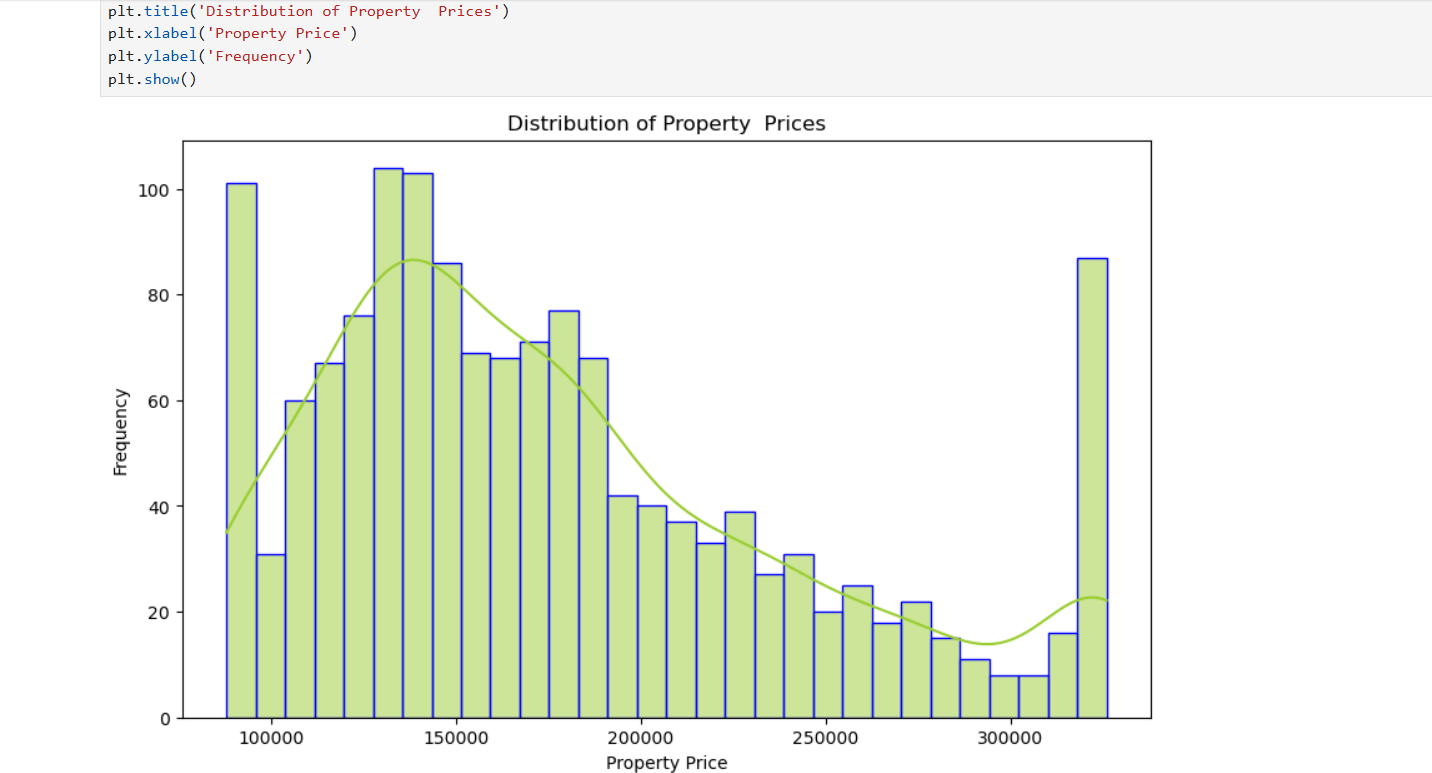 plt.title('Distribution of Property  Prices')
plt.xlabel('Property Price')
plt.ylabel('Frequency')
plt.show()
Distribution of Property  Prices
100
80
60
40
20
0
Frequency
100000 150000 200000 250000 300000
Property Price